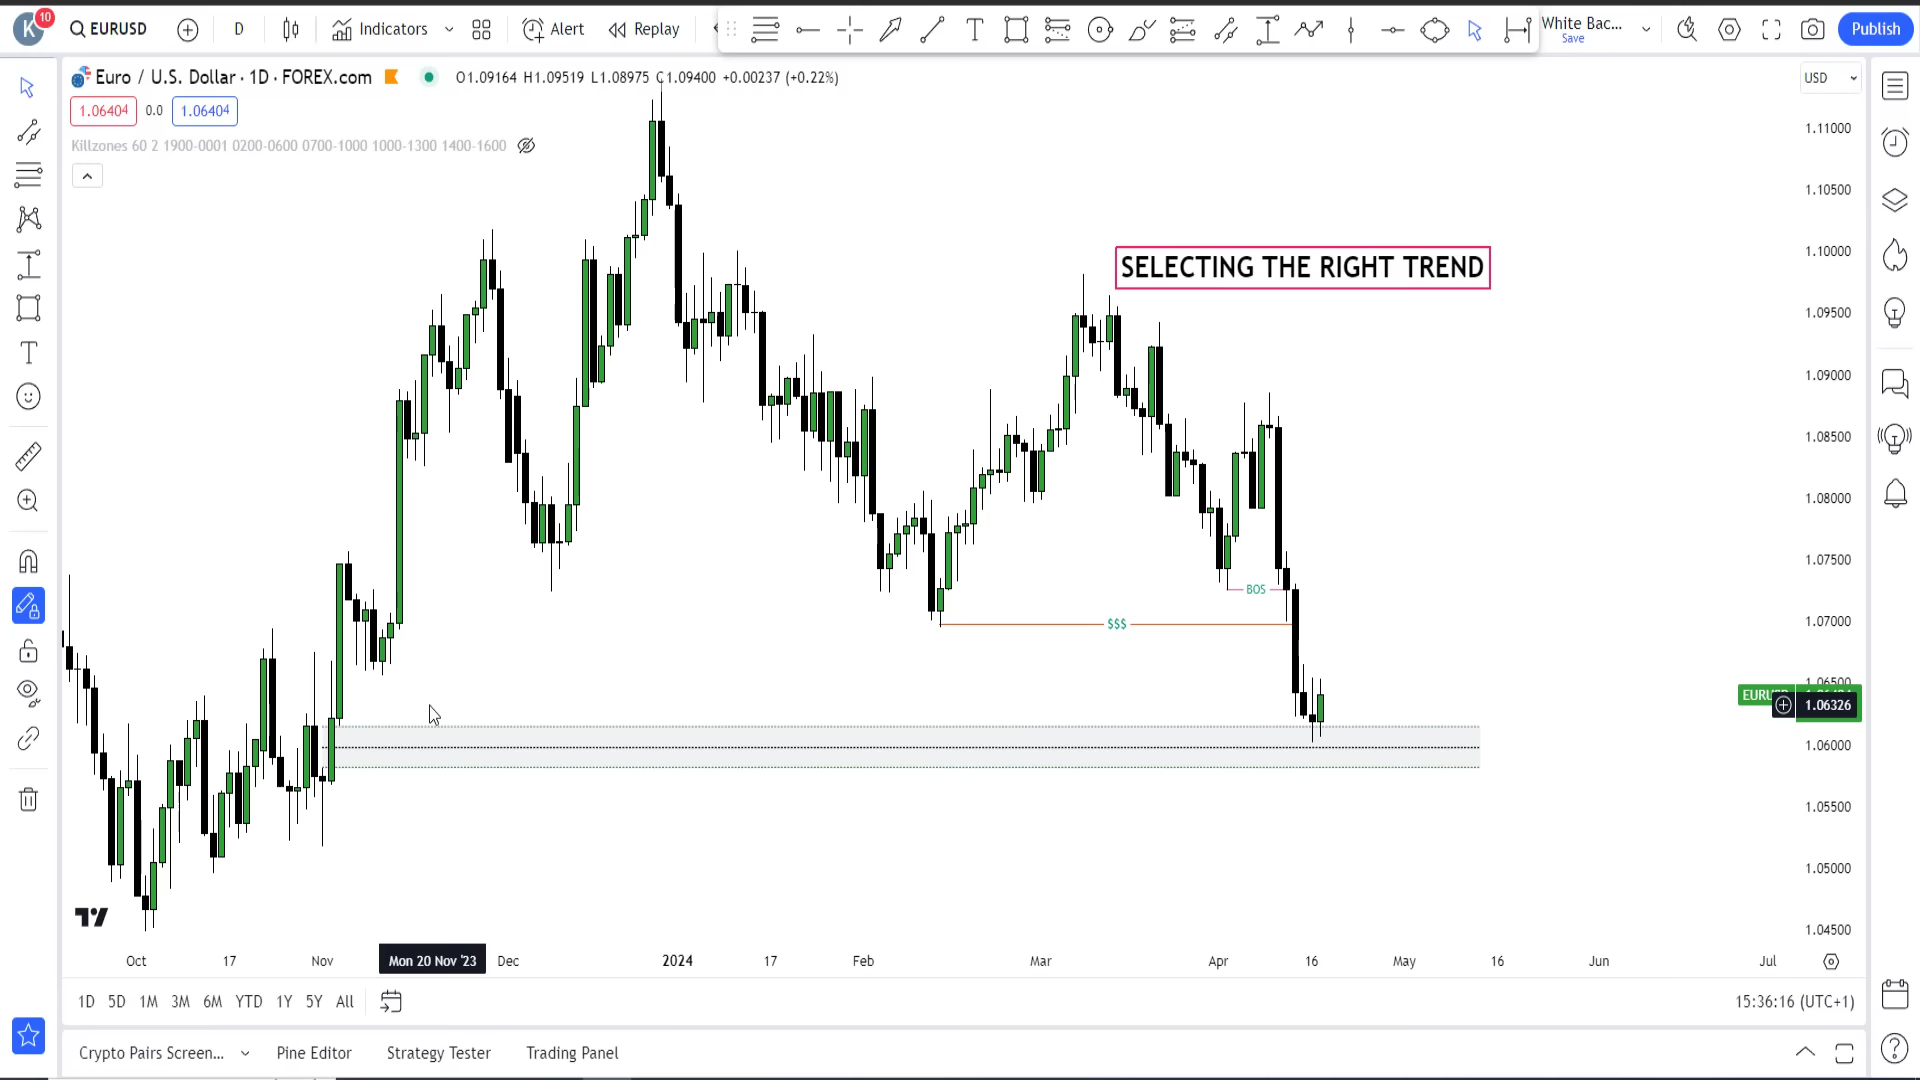 K 10 EURUSD D Indicators Alert Replay White Bac... Save Publish
Euro / U.S. Dollar · 1D · FOREX.com O1.09164 H1.09519 L1.08975 C1.09400 +0.00237 (+0.22%) USD
1.06404 0.0 1.06404
Killzones 60 2 1900-0001 0200-0600 0700-1000 1000-1300 1400-1600
SELECTING THE RIGHT TREND
BOS
$$$
1.11000
1.10500
1.10000
1.09500
1.09000
1.08500
1.08000
1.07500
1.07000
1.06500
1.06326
1.06000
1.05500
1.05000
1.04500
Oct 17 Nov Mon 20 Nov '23 Dec 2024 17 Feb Mar Apr 16 May 16 Jun Jul
1D 5D 1M 3M 6M YTD 1Y 5Y All 15:36:16 (UTC+1)
Crypto Pairs Screen... Pine Editor Strategy Tester Trading Panel